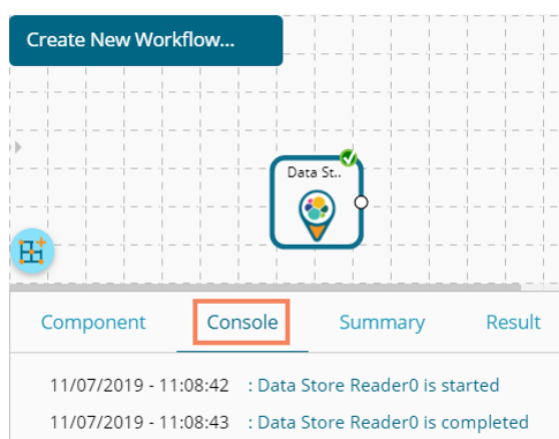 Create New Workflow...
Data St..
Component Console Summary Result
11/07/2019 - 11:08:42 : Data Store Reader0 is started
11/07/2019 - 11:08:43 : Data Store Reader0 is completed